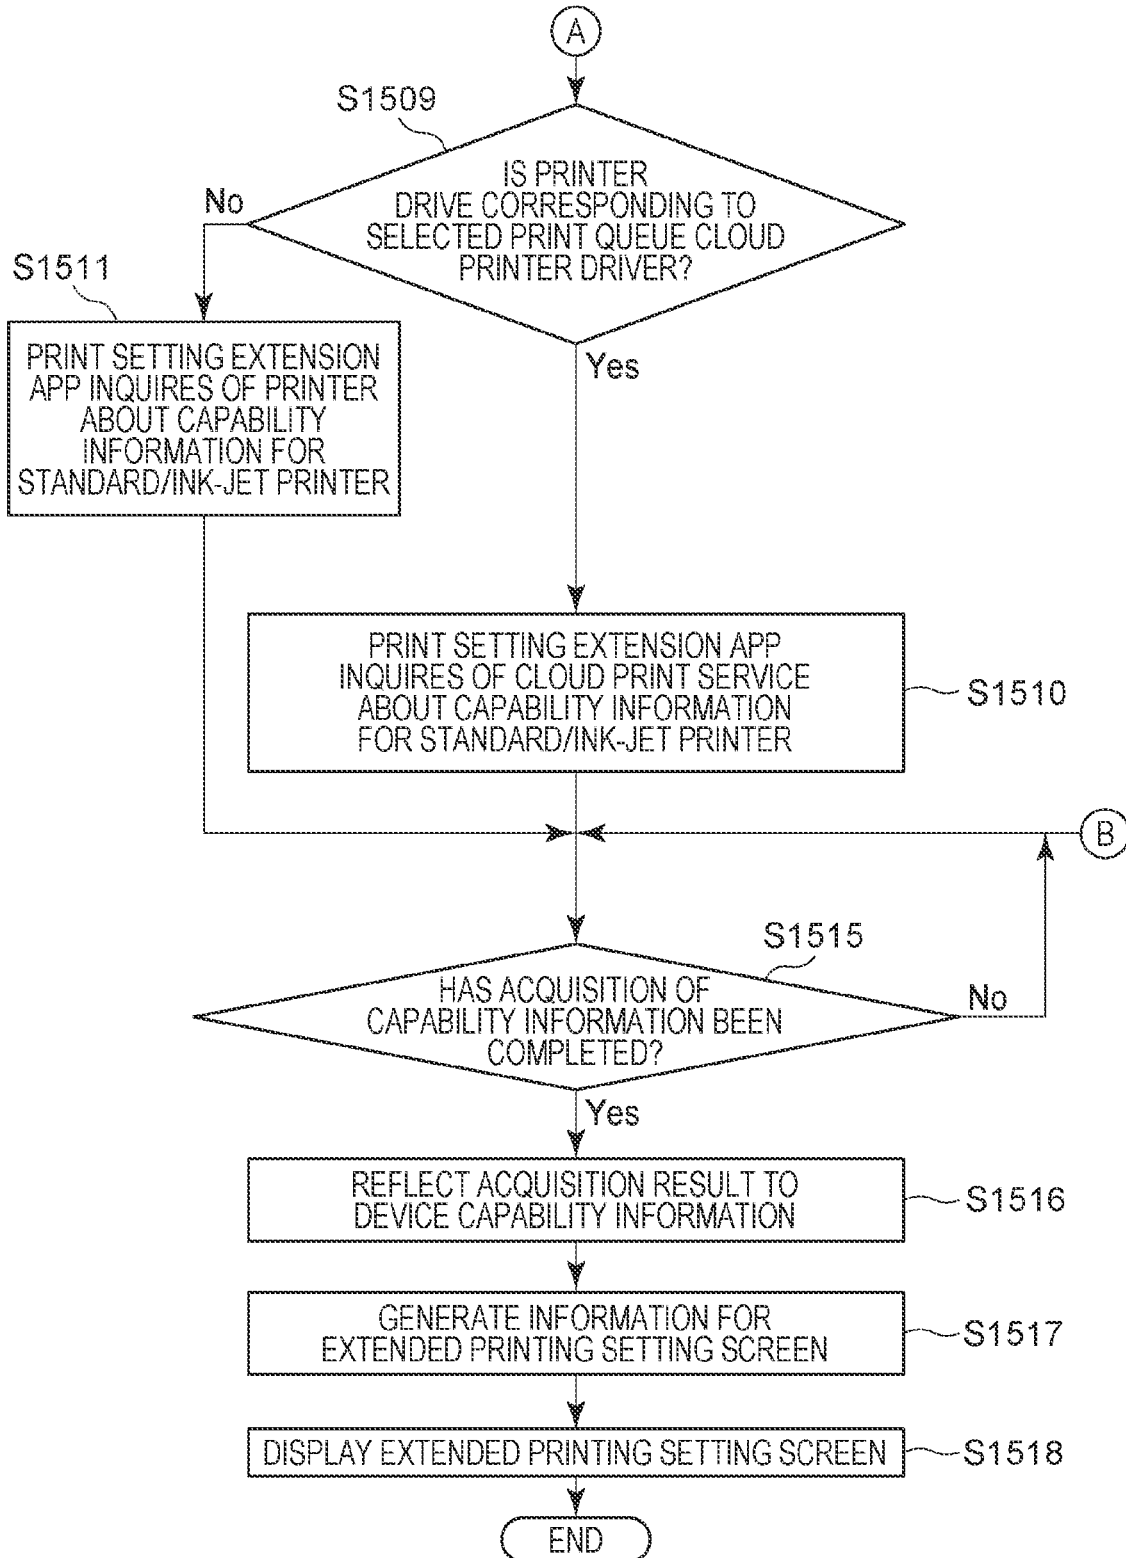 A
S1509
IS PRINTER
DRIVE CORRESPONDING TO
SELECTED PRINT QUEUE CLOUD
PRINTER DRIVER?
No
Yes
S1511
PRINT SETTING EXTENSION
APP INQUIRES OF PRINTER
ABOUT CAPABILITY
INFORMATION FOR
STANDARD/INK-JET PRINTER
PRINT SETTING EXTENSION APP
INQUIRES OF CLOUD PRINT SERVICE
ABOUT CAPABILITY INFORMATION
FOR STANDARD/INK-JET PRINTER
S1510
B
S1515
HAS ACQUISITION OF
CAPABILITY INFORMATION BEEN
COMPLETED?
No
Yes
REFLECT ACQUISITION RESULT TO
DEVICE CAPABILITY INFORMATION
S1516
GENERATE INFORMATION FOR
EXTENDED PRINTING SETTING SCREEN
S1517
DISPLAY EXTENDED PRINTING SETTING SCREEN
S1518
END